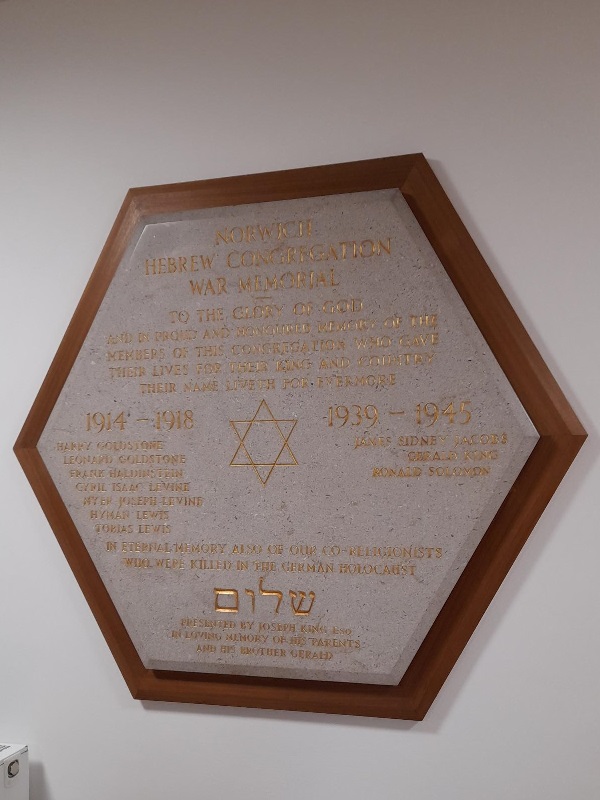 NORWICH
HEBREW CONGREGATION
WAR MEMORIAL
TO THE GLORY OF GOD
AND IN PROUD AND HONOURED MEMORY OF THE
MEMBERS OF THIS CONGREGATION WHO GAVE
THEIR LIVES FOR THEIR KING AND COUNTRY
THEIR NAME LIVETH FOR EVERMORE
1914 – 1918
HARRY GOLDSTONE
LEONARD GOLDSTONE
FRANK HALDINSTEIN
CYRIL ISAAC LEVINE
MYER JOSEPH LEVINE
HYMAN LEWIS
TOBIAS LEWIS
1939 – 1945
JAMES SIDNEY JACOBS
GERALD KING
RONALD SOLOMON
IN ETERNAL MEMORY ALSO OF OUR CO-RELIGIONISTS
WHO WERE KILLED IN THE GERMAN HOLOCAUST
שלום
PRESENTED BY JOSEPH KING ESQ.
IN LOVING MEMORY OF HIS PARENTS
AND HIS BROTHER GERALD